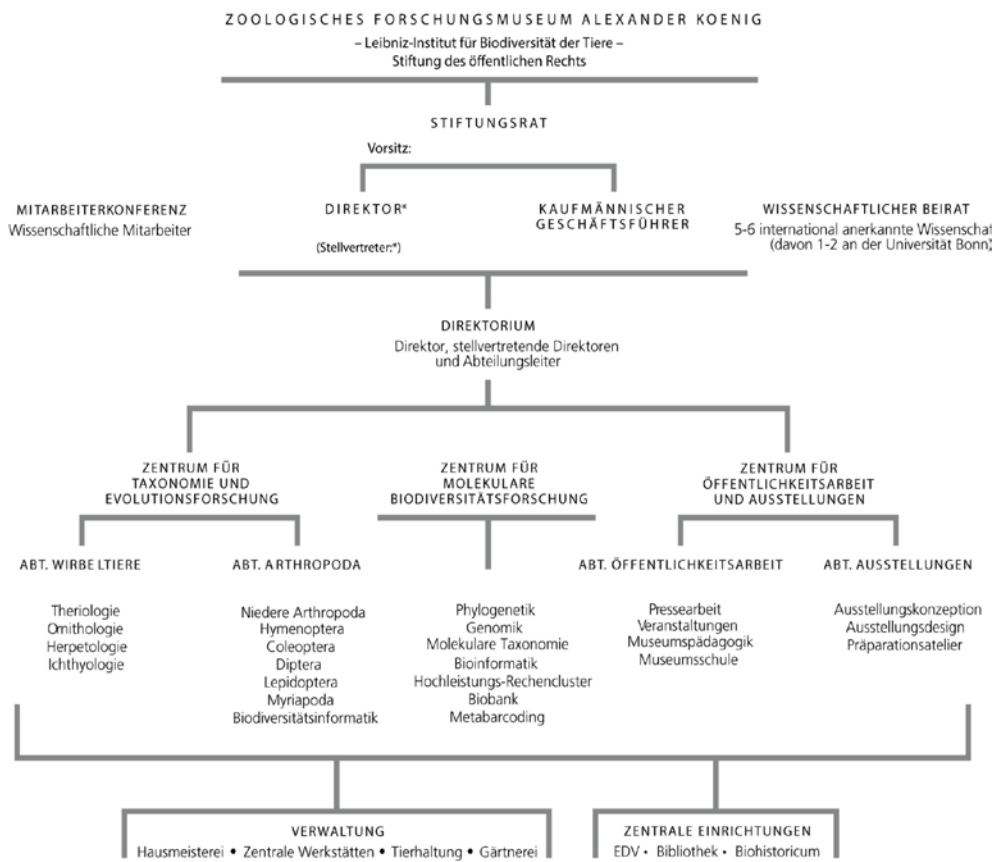 ZOOLOGISCHES FORSCHUNGSMUSEUM ALEXANDER KOENIG
– Leibniz-Institut für Biodiversität der Tiere –
Stiftung des öffentlichen Rechts
STIFTUNGSRAT
Vorsitz:
MITARBEITERKONFERENZ
Wissenschaftliche Mitarbeiter
DIREKTOR*
(Stellvertreter:*)
KAUFMÄNNISCHER
GESCHÄFTSFÜHRER
WISSENSCHAFTLICHER BEIRAT
5-6 international anerkannte Wissenschaf
(davon 1-2 an der Universität Bonn)
DIREKTORIUM
Direktor, stellvertretende Direktoren
und Abteilungsleiter
ZENTRUM FÜR
TAXONOMIE UND
EVOLUTIONSFORSCHUNG
ZENTRUM FÜR
MOLEKULARE
BIODIVERSITÄTSFORSCHUNG
ZENTRUM FÜR
ÖFFENTLICHKEITSARBEIT
UND AUSSTELLUNGEN
ABT. WIRBELTIERE
Theriologie
Ornithologie
Herpetologie
Ichthyologie
ABT. ARTHROPODA
Niedere Arthropoda
Hymenoptera
Coleoptera
Diptera
Lepidoptera
Myriapoda
Biodiversitätsinformatik
Phylogenetik
Genomik
Molekulare Taxonomie
Bioinformatik
Hochleistungs-Rechencluster
Biobank
Metabarcoding
ABT. ÖFFENTLICHKEITSARBEIT
Pressearbeit
Veranstaltungen
Museumspädagogik
Museumsschule
ABT. AUSSTELLUNGEN
Ausstellungskonzeption
Ausstellungsdesign
Präparationsatelier
VERWALTUNG
Hausmeisterei • Zentrale Werkstätten • Tierhaltung • Gärtnerei
ZENTRALE EINRICHTUNGEN
EDV • Bibliothek • Biohistoricum